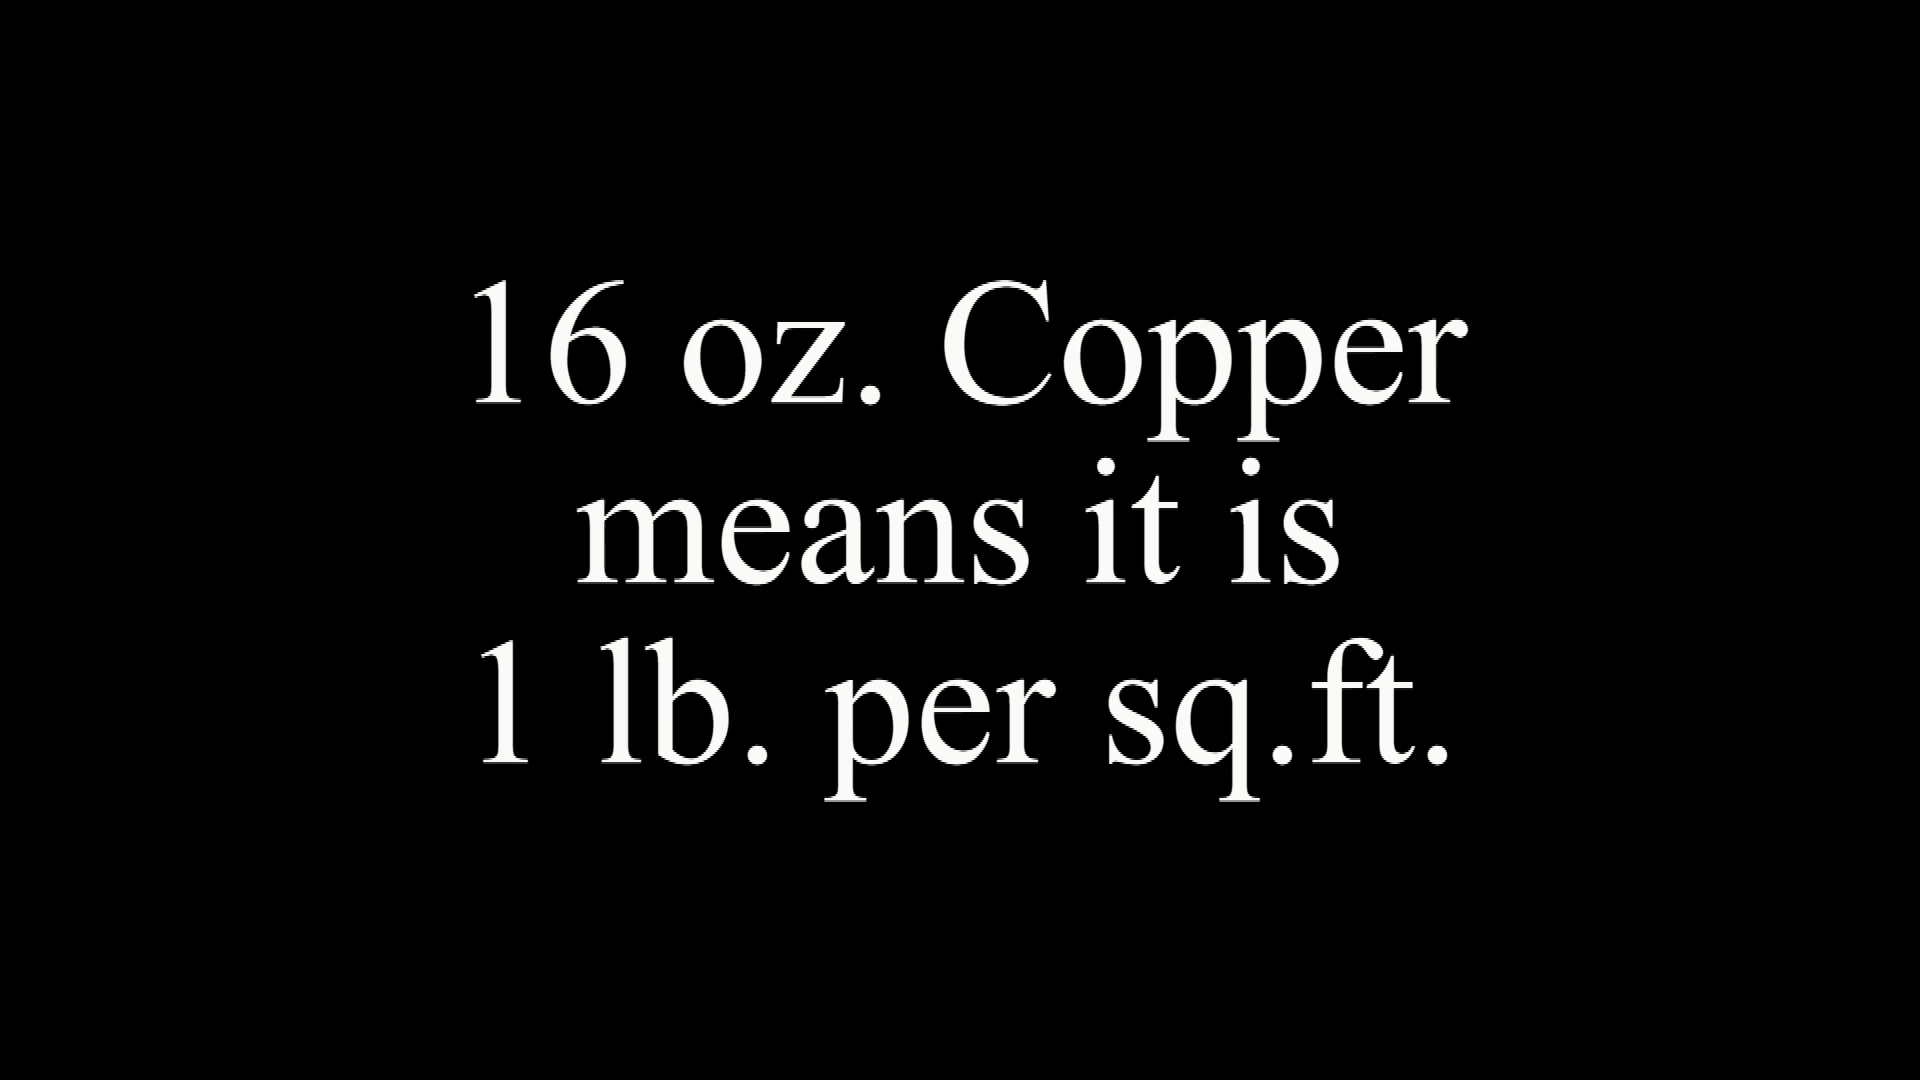 16 oz. Copper
means it is
1 lb. per sq.ft.